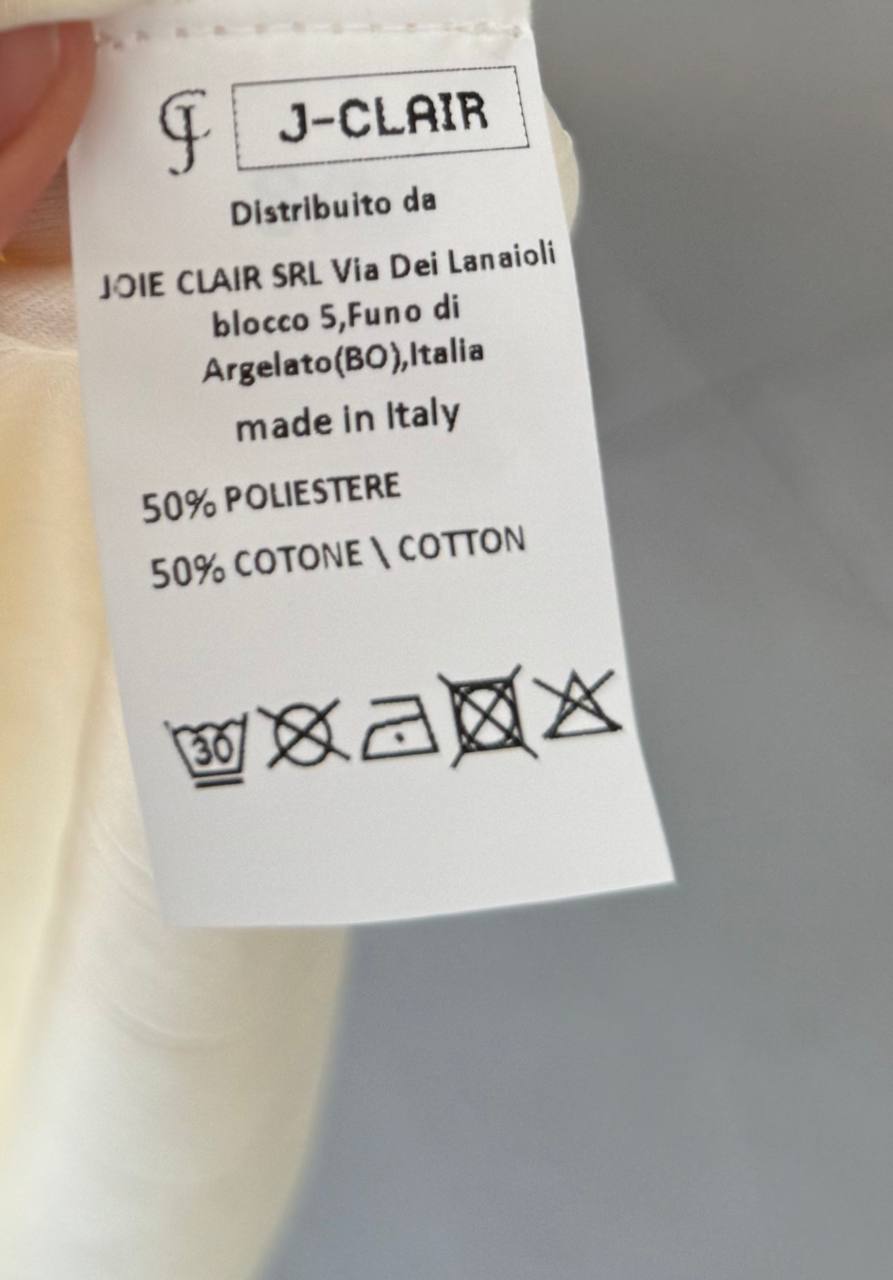 J-CLAIR
Distribuito da
JOIE CLAIR SRL Via Dei Lanaioli
blocco 5,Funo di
Argelato(BO),Italia
made in Italy
50% POLIESTERE
50% COTONE \ COTTON
30